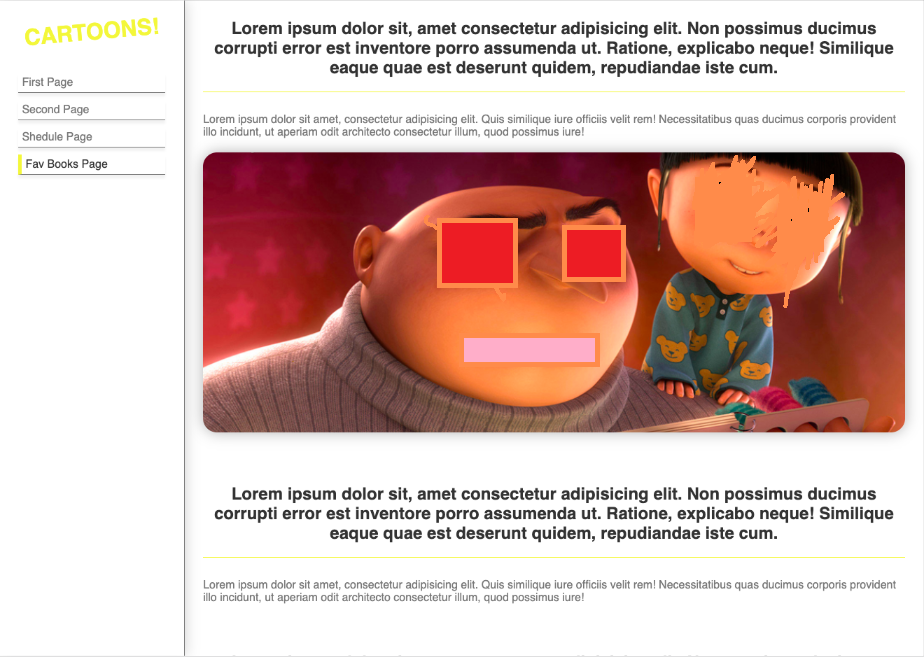 CARTOONS!
First Page
Second Page
Shedule Page
Fav Books Page
Lorem ipsum dolor sit, amet consectetur adipisicing elit. Non possimus ducimus
corrupti error est inventore porro assumenda ut. Ratione, explicabo neque! Similique
eaque quae est deserunt quidem, repudiandae iste cum.
Lorem ipsum dolor sit amet, consectetur adipisicing elit. Quis similique iure officiis velit rem! Necessitatibus quas ducimus corporis provident
illo incidunt, ut aperiam odit architecto consectetur illum, quod possimus iure!
Lorem ipsum dolor sit, amet consectetur adipisicing elit. Non possimus ducimus
corrupti error est inventore porro assumenda ut. Ratione, explicabo neque! Similique
eaque quae est deserunt quidem, repudiandae iste cum.
Lorem ipsum dolor sit amet, consectetur adipisicing elit. Quis similique iure officiis velit rem! Necessitatibus quas ducimus corporis provident
illo incidunt, ut aperiam odit architecto consectetur illum, quod possimus iure!